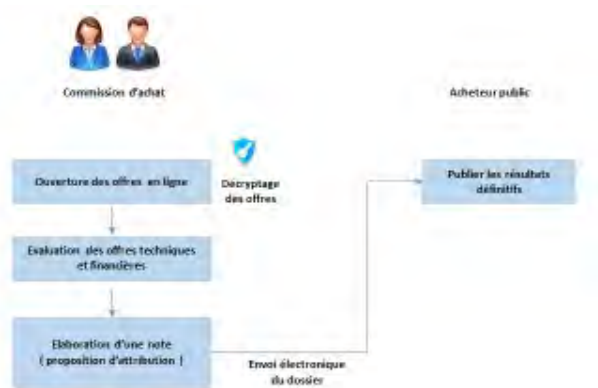 Commission d'achat
Acheteur public
Ouverture des offres en ligne
Décryptage
des offres
Publier les résultats
définitifs
Evaluation des offres techniques
et financières
Elaboration d'une note
( proposition d'attribution )
Envoi électronique
du dossier